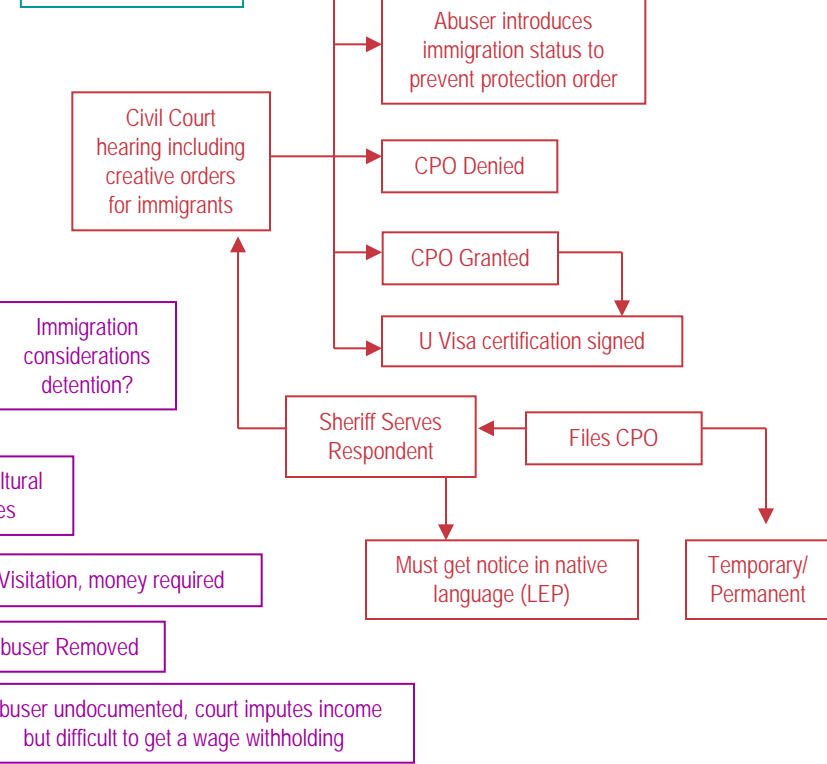 Abuser introduces
immigration status to
prevent protection order
Civil Court
hearing including
creative orders
for immigrants
CPO Denied
CPO Granted
U Visa certification signed
Immigration
considerations
detention?
Sheriff Serves
Respondent
Files CPO
ltural
es
Must get notice in native
language (LEP)
Temporary/
Permanent
Visitation, money required
buser Removed
buser undocumented, court imputes income
but difficult to get a wage withholding